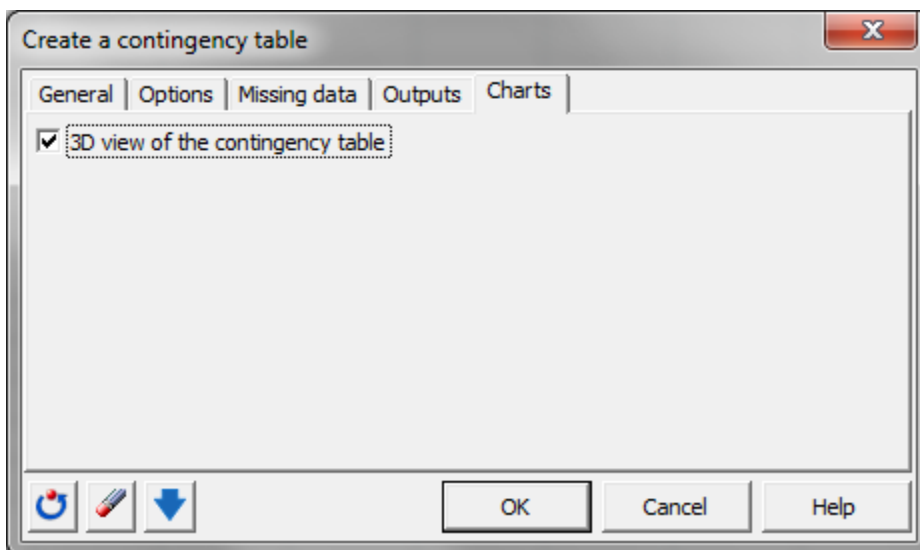 Create a contingency table
General Options Missing data Outputs Charts
3D view of the contingency table
OK Cancel Help